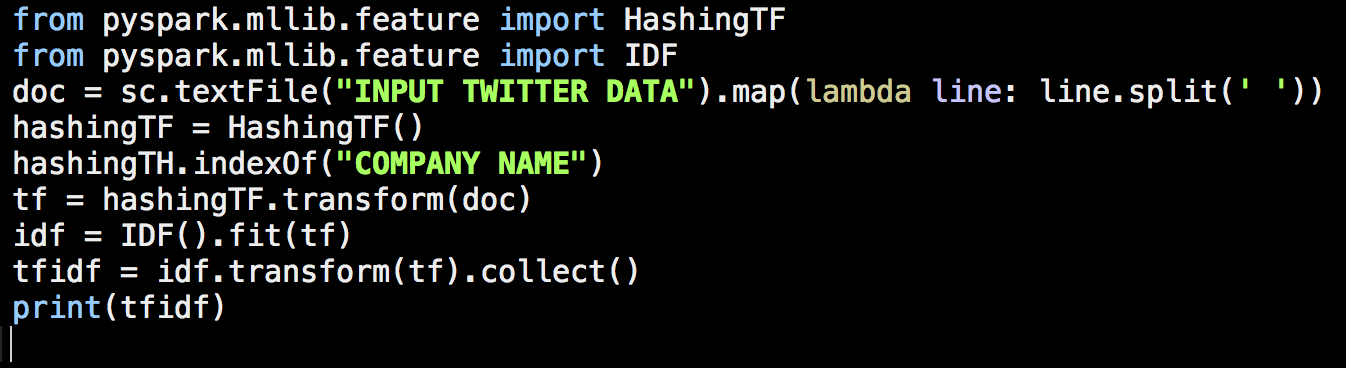 from pyspark.mllib.feature import HashingTF
from pyspark.mllib.feature import IDF
doc = sc.textFile("INPUT TWITTER DATA").map(lambda line: line.split(' '))
hashingTF = HashingTF()
hashingTH.indexOf("COMPANY NAME")
tf = hashingTF.transform(doc)
idf = IDF().fit(tf)
tfidf = idf.transform(tf).collect()
print(tfidf)